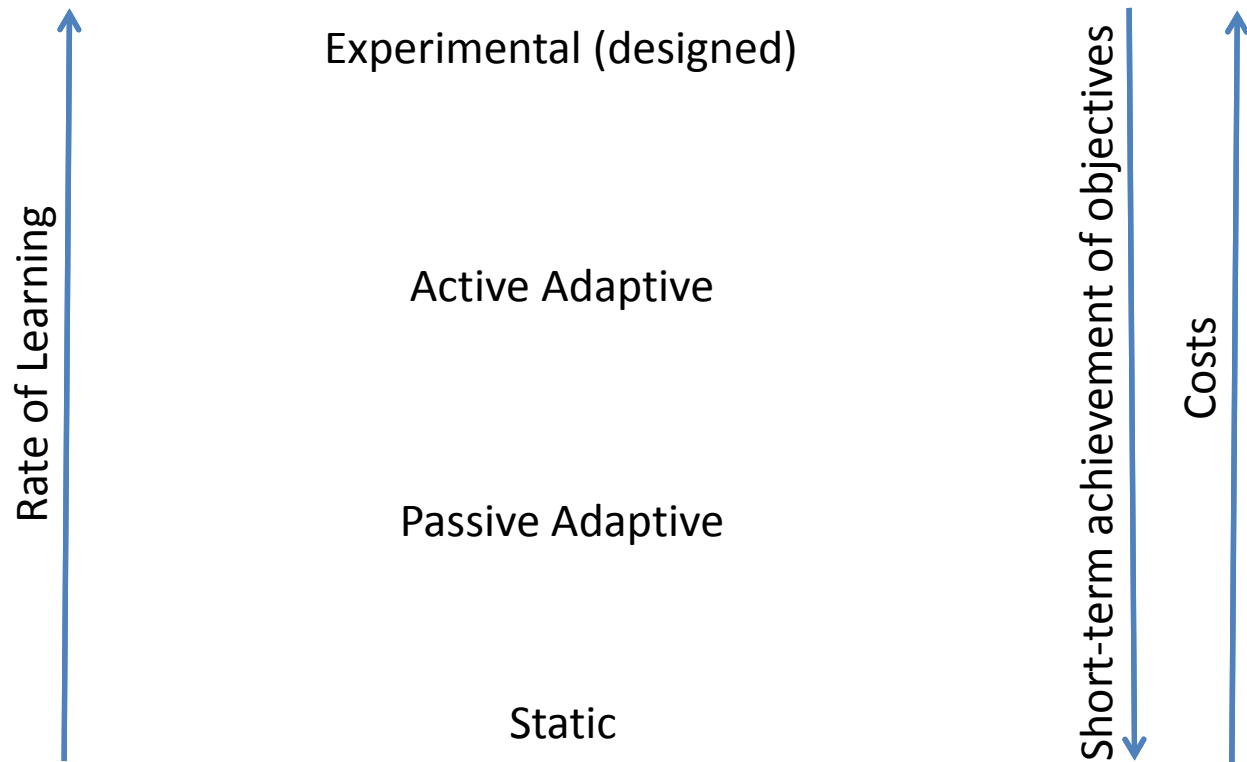 Experimental (designed)
Active Adaptive
Passive Adaptive
Static
Rate of Learning
Short-term achievement of objectives
Costs